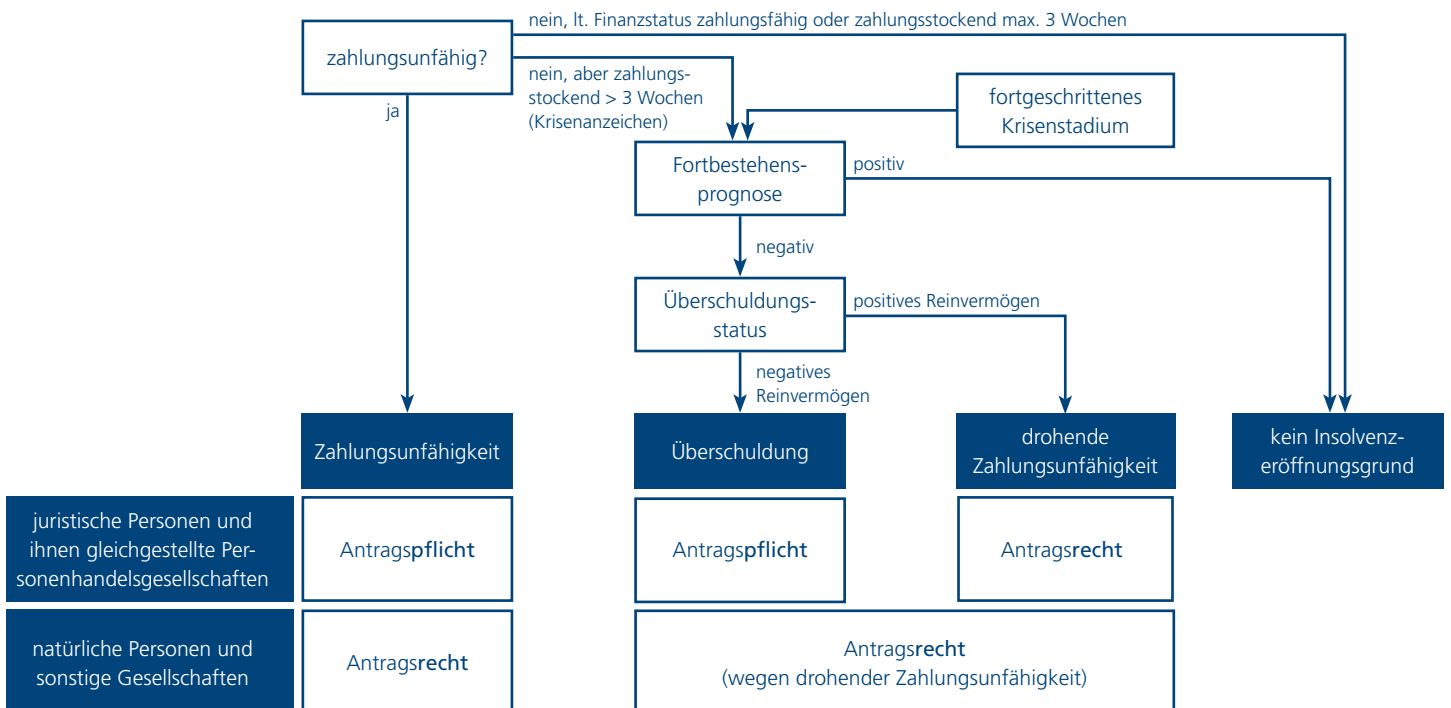 nein, lt. Finanzstatus zahlungsfähig oder zahlungsstockend max. 3 Wochen
zahlungsunfähig?
nein, aber zahlungs-
stockend > 3 Wochen
(Krisenanzeichen)
ja
fortgeschrittenes
Krisenstadium
Fortbestehens-
prognose
positiv
negativ
Überschuldungs-
status
positives Reinvermögen
negatives
Reinvermögen
Zahlungsunfähigkeit
Überschuldung
drohende
Zahlungsunfähigkeit
kein Insolvenz-
eröffnungsgrund
juristische Personen und
ihnen gleichgestellte Per-
sonenhandelsgesellschaften
Antragspflicht
Antragspflicht
Antragsrecht
natürliche Personen und
sonstige Gesellschaften
Antragsrecht
Antragsrecht
(wegen drohender Zahlungsunfähigkeit)